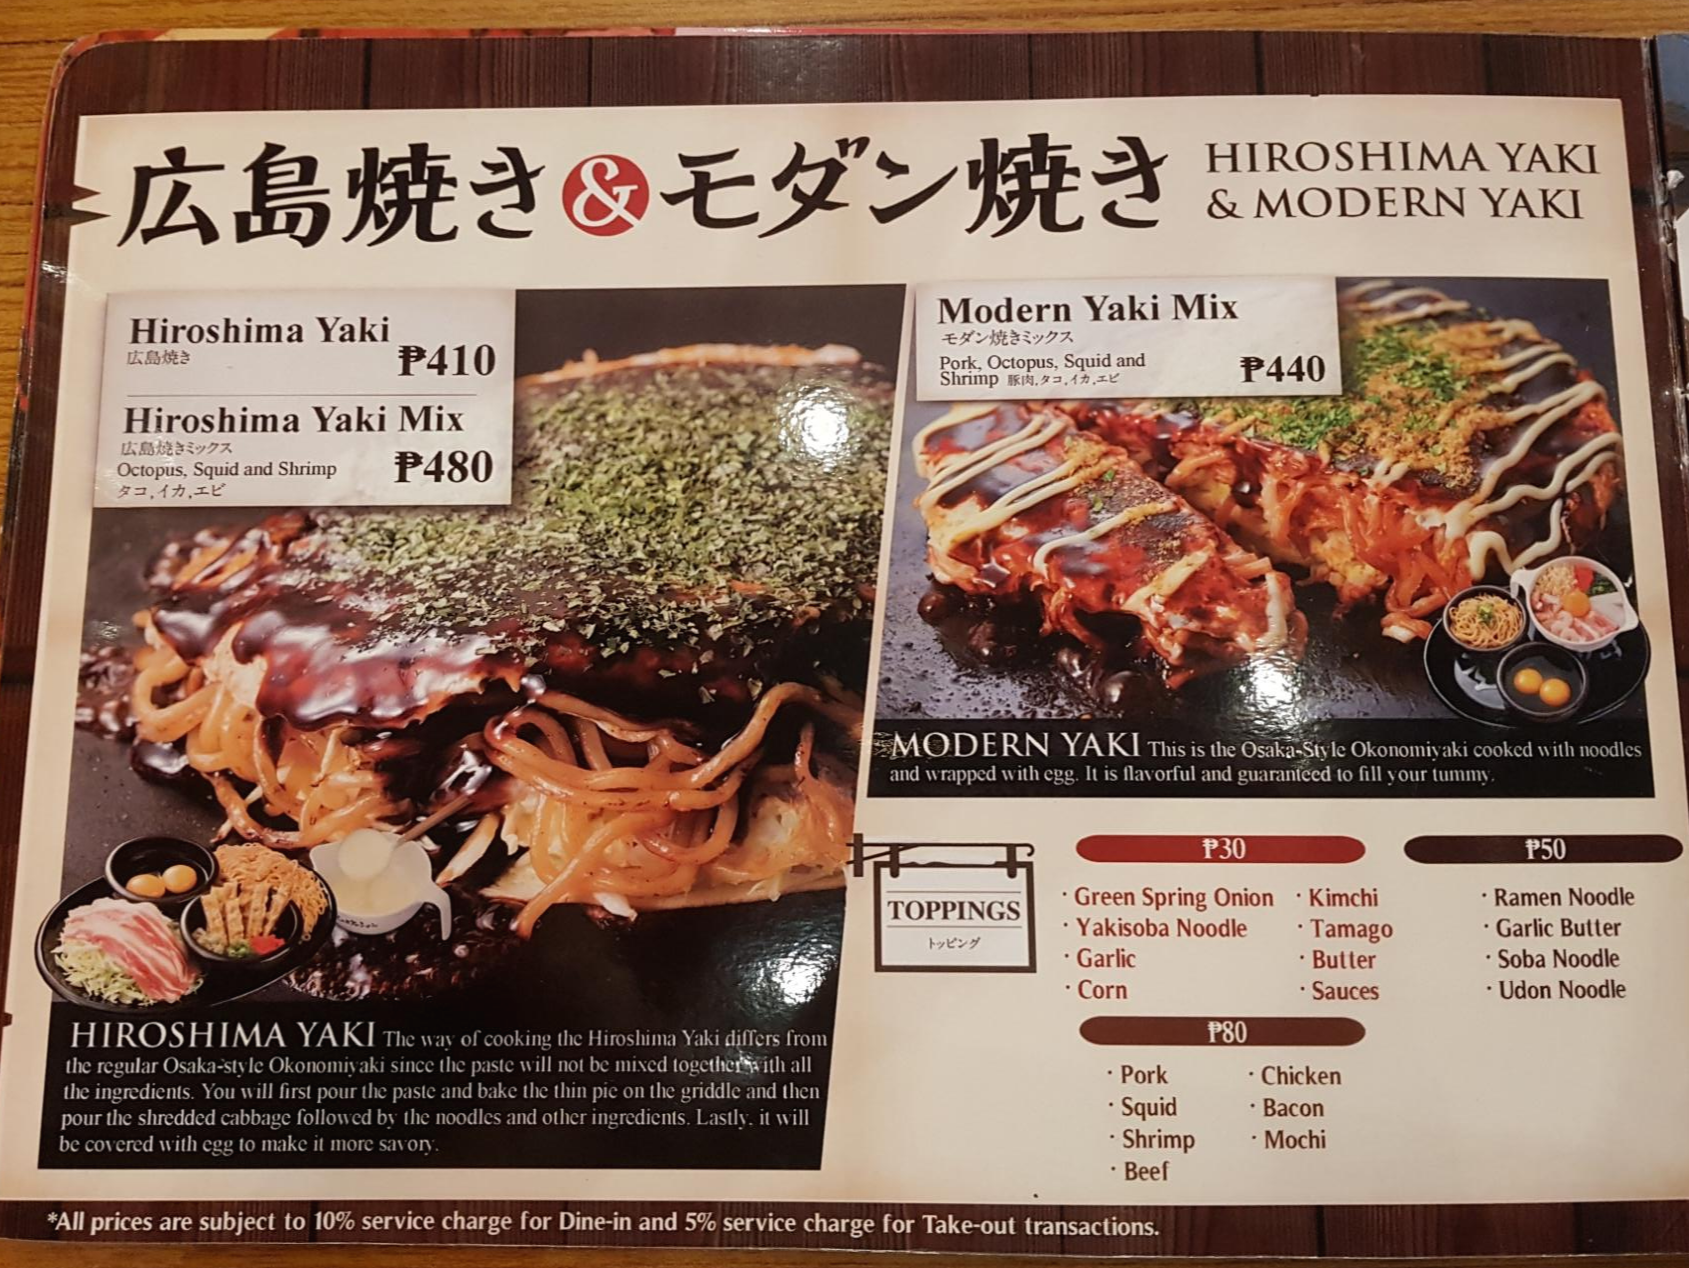 広島焼き&モダン焼き
HIROSHIMA YAKI
& MODERN YAKI
Hiroshima Yaki
広島焼き
₱410
Hiroshima Yaki Mix
広島焼きミックス
Octopus, Squid and Shrimp
₱480
タコ,イカ,エビ
Modern Yaki Mix
モダン焼きミックス
Pork, Octopus, Squid and
Shrimp 豚肉,タコ,イカ,エビ
₱440
MODERN YAKI This is the Osaka-Style Okonomiyaki cooked with noodles
and wrapped with egg. It is flavorful and guaranteed to fill your tummy.
HIROSHIMA YAKI The way of cooking the Hiroshima Yaki differs from
the regular Osaka-style Okonomiyaki since the paste will not be mixed together with all
the ingredients. You will first pour the paste and bake the thin pie on the griddle and then
pour the shredded cabbage followed by the noodles and other ingredients. Lastly, it will
be covered with egg to make it more savory.
TOPPINGS
トッピング
₱30
· Green Spring Onion
· Yakisoba Noodle
· Garlic
· Corn
· Kimchi
· Tamago
· Butter
· Sauces
₱50
· Ramen Noodle
· Garlic Butter
· Soba Noodle
· Udon Noodle
₱80
· Pork
· Squid
· Shrimp
· Beef
· Chicken
· Bacon
· Mochi
*All prices are subject to 10% service charge for Dine-in and 5% service charge for Take-out transactions.